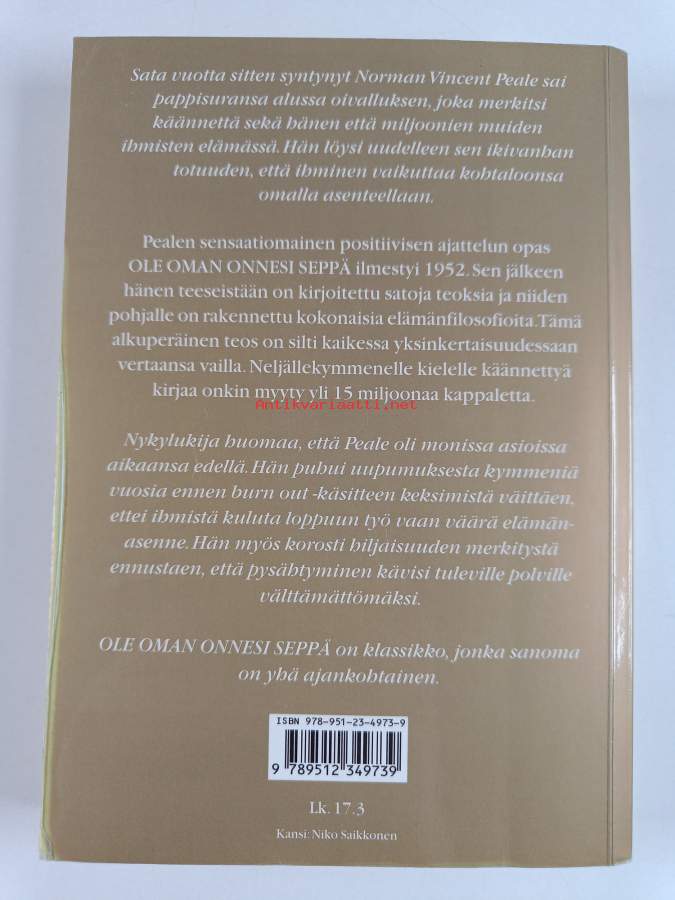 Sata vuotta sitten syntynyt Norman Vincent Peale sai
pappisuransa alussa oivalluksen, joka merkitsi
käännettä sekä hänen että miljoonien muiden
ihmisten elämässä. Hän löysi uudelleen sen ikivanhan
totuuden, että ihminen vaikuttaa kohtaloonsa
omalla asenteellaan.
Pealen sensaatiomainen positiivisen ajattelun opas
OLE OMAN ONNESI SEPPÄ ilmestyi 1952. Sen jälkeen
hänen teeseistään on kirjoitettu satoja teoksia ja niiden
pohjalle on rakennettu kokonaisia elämänfilosofioita. Tämä
alkuperäinen teos on silti kaikessa yksinkertaisuudessaan
vertaansa vailla. Neljällekymmenelle kielelle käännettyä
kirjaa onkin myyty yli 15 miljoonaa kappaletta.
Antikvariaatti.net
Nykylukija huomaa, että Peale oli monissa asioissa
aikaansa edellä. Hän puhui uupumuksesta kymmeniä
vuosia ennen burn out -käsitteen keksimistä väittäen,
ettei ihmistä kuluta loppuun työ vaan väärä elämän-
asenne. Hän myös korosti hiljaisuuden merkitystä
ennustaen, että pysähtyminen kävisi tuleville polville
välttämättömäksi.
OLE OMAN ONNESI SEPPÄ on klassikko, jonka sanoma
on yhä ajankohtainen.
ISBN 978-951-23-4973-9
9 789512 349739
Lk. 17.3
Kansi: Niko Saikkonen